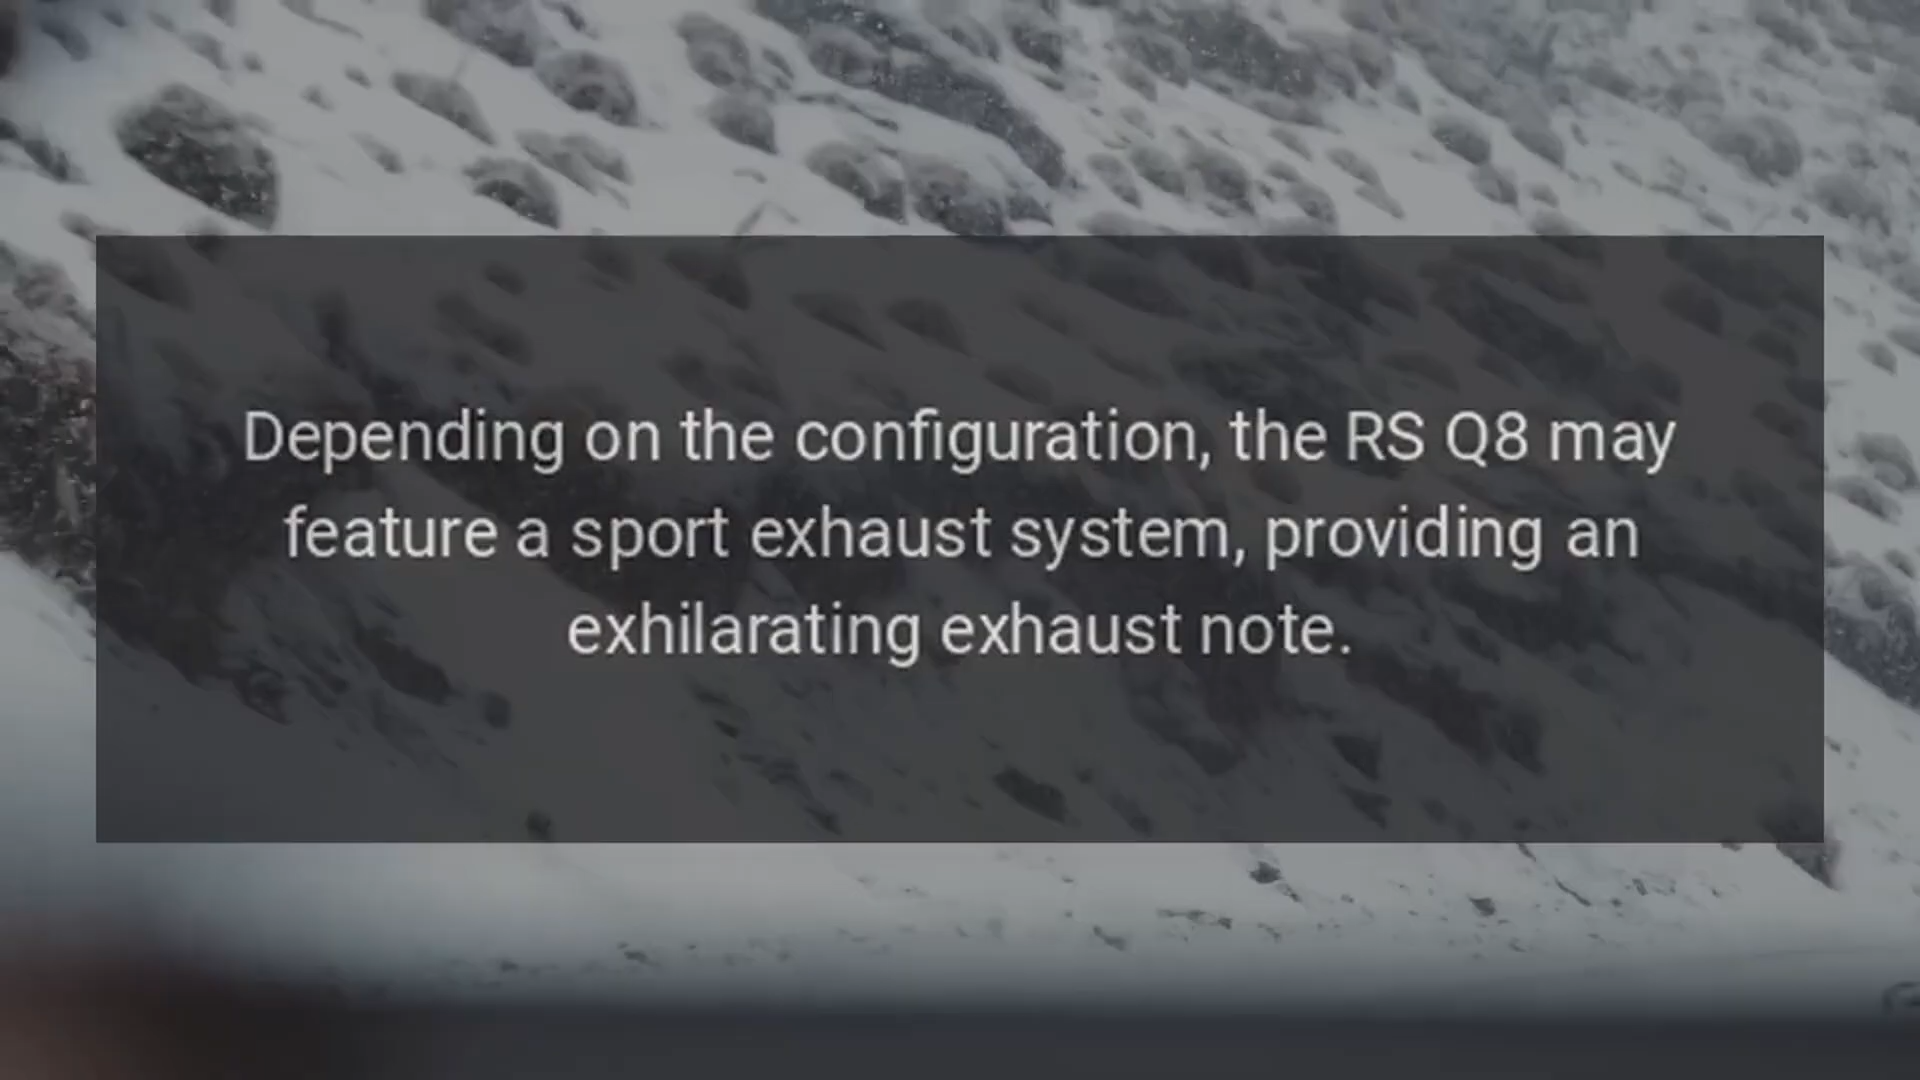 Depending on the configuration, the RS Q8 may
feature a sport exhaust system, providing an
exhilarating exhaust note.